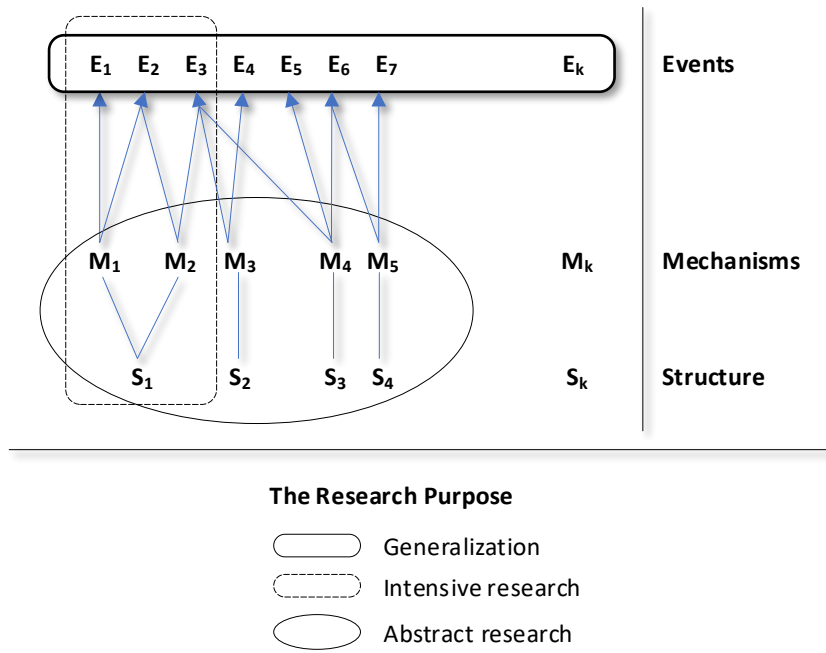 E₁ E₂ E₃ E₄ E₅ E₆ E₇ Eₖ Events
M₁ M₂ M₃ M₄ M₅ Mₖ Mechanisms
S₁ S₂ S₃ S₄ Sₖ Structure
The Research Purpose
Generalization
Intensive research
Abstract research